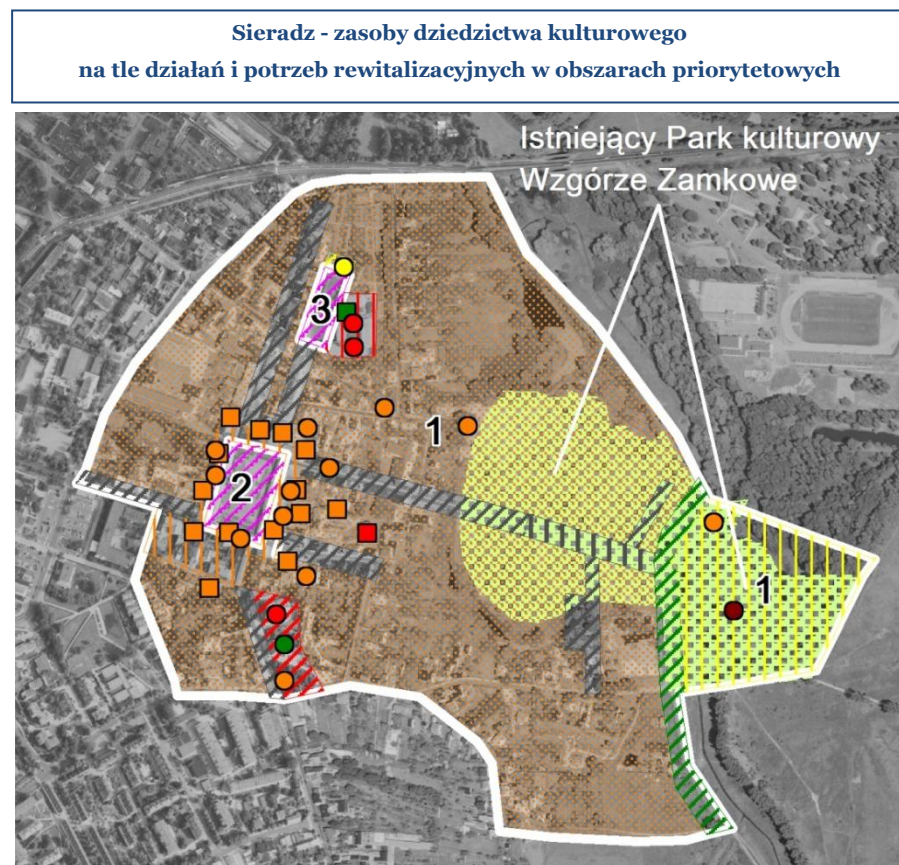 Sieradz - zasoby dziedzictwa kulturowego
na tle działań i potrzeb rewitalizacyjnych w obszarach priorytetowych
Istniejący Park kulturowy
Wzgórze Zamkowe
3
1
2
1